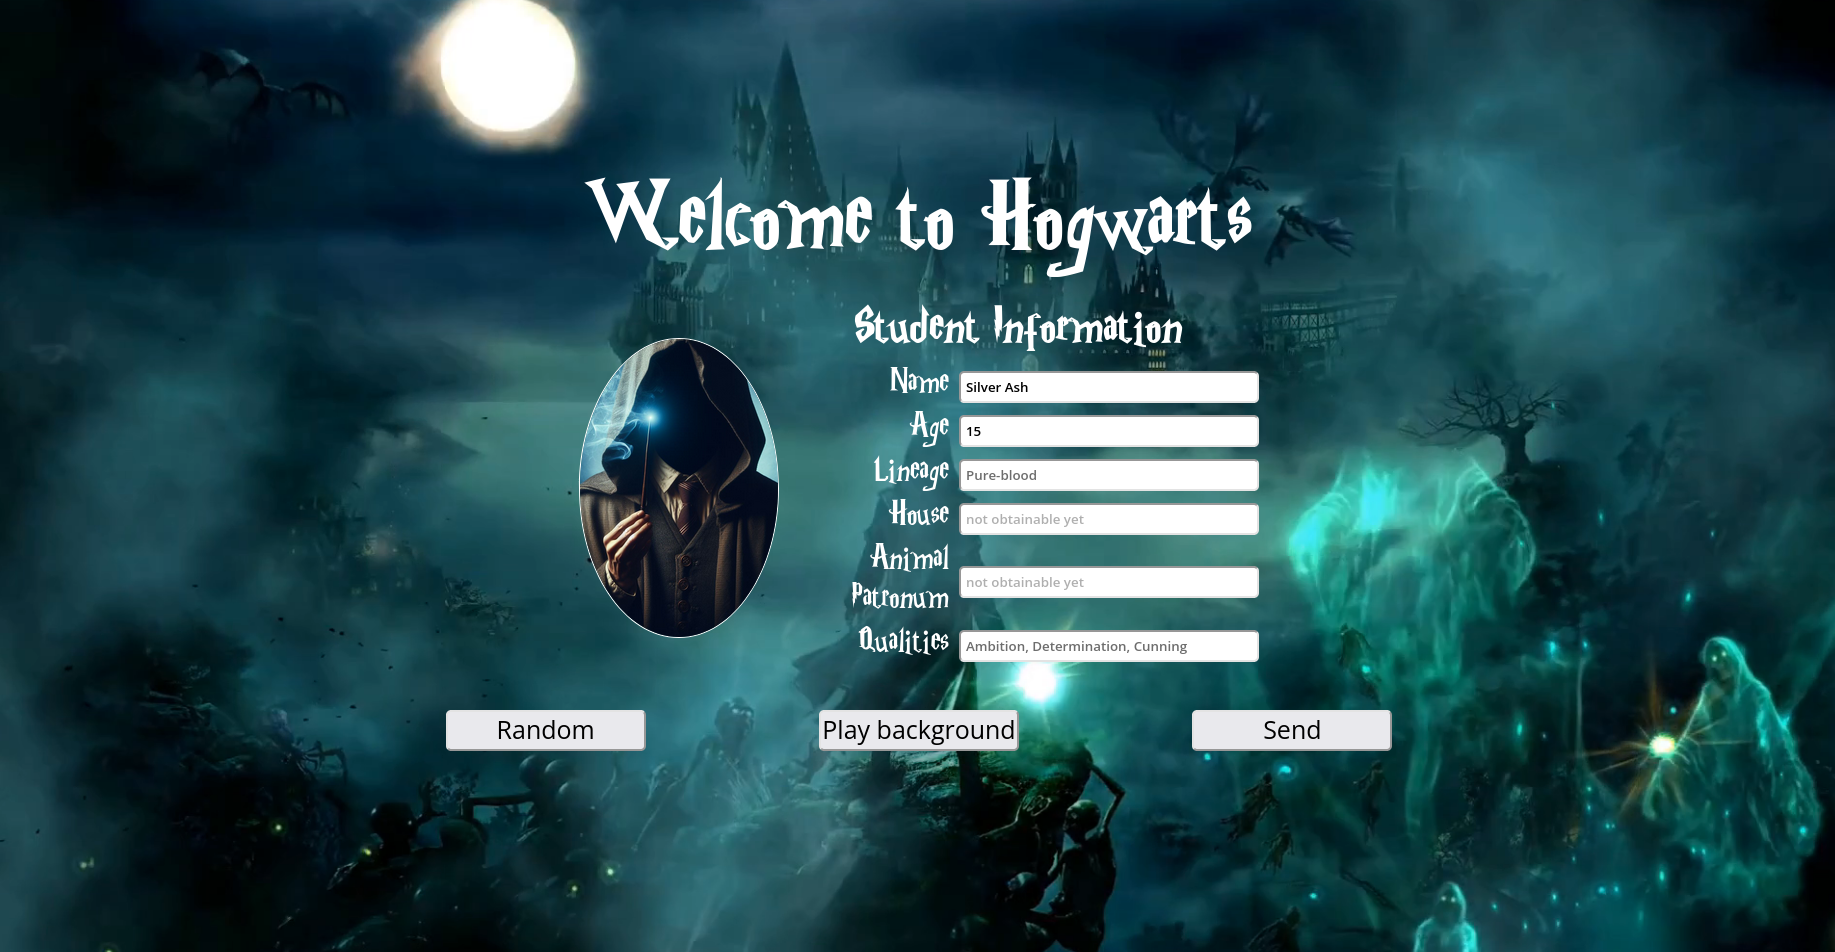 Welcome to Hogwarts
Student Information
Name Silver Ash
Age 15
Lineage Pure-blood
House not obtainable yet
Animal
Patronum not obtainable yet
Qualities Ambition, Determination, Cunning
Random Play background Send